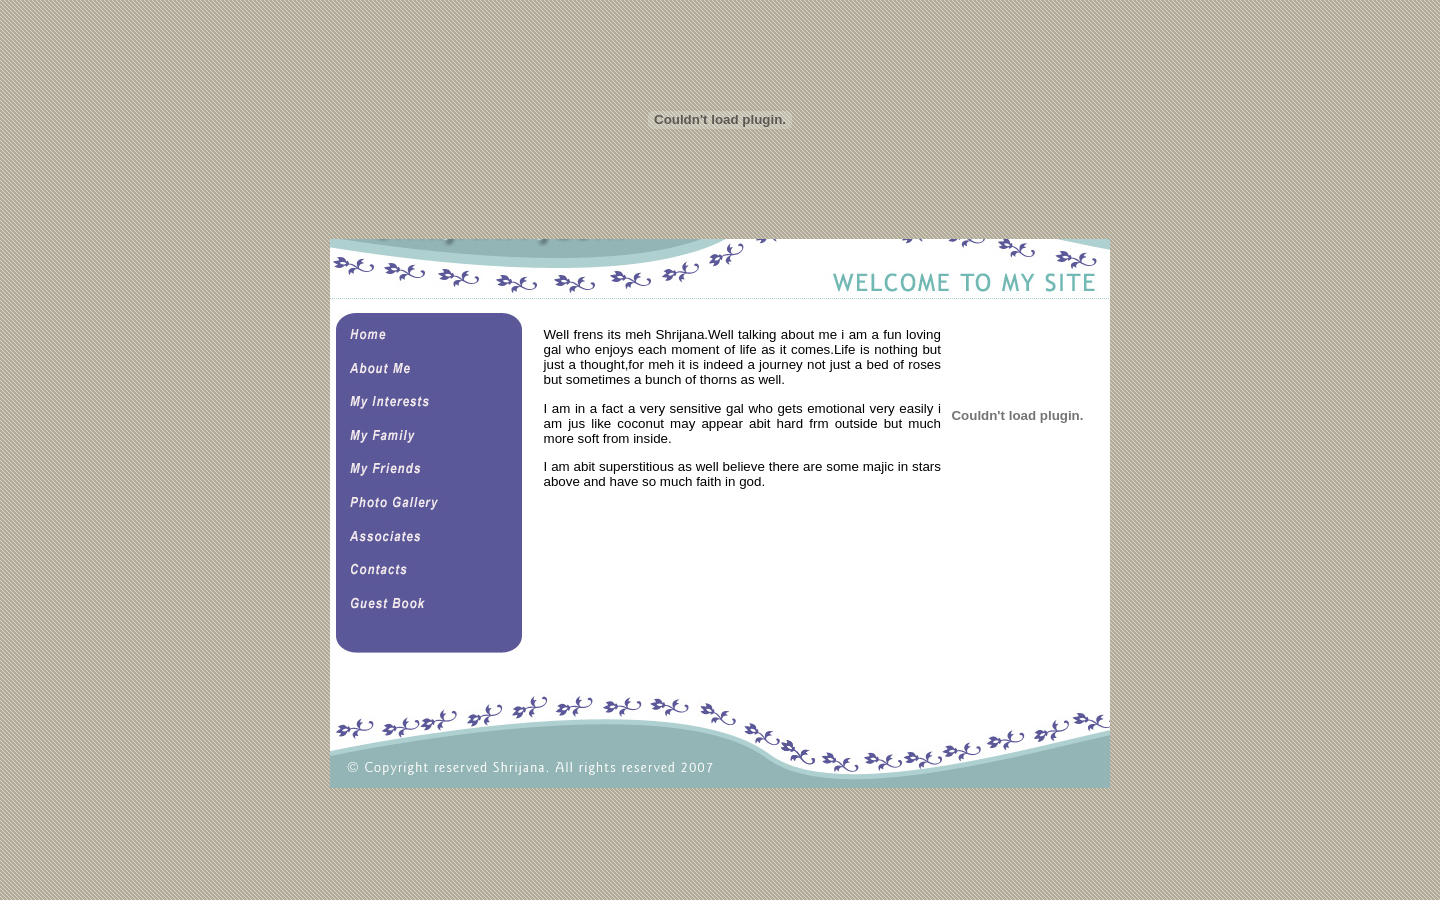 Couldn't load plugin.
WELCOME TO MY SITE
Home
About Me
My Interests
My Family
My Friends
Photo Gallery
Associates
Contacts
Guest Book
Well frens its meh Shrijana.Well talking about me i am a fun loving
gal who enjoys each moment of life as it comes.Life is nothing but
just a thought,for meh it is indeed a journey not just a bed of roses
but sometimes a bunch of thorns as well.
I am in a fact a very sensitive gal who gets emotional very easily i
am jus like coconut may appear abit hard frm outside but much
more soft from inside.
I am abit superstitious as well believe there are some majic in stars
above and have so much faith in god.
Couldn't load plugin.
© Copyright reserved Shrijana. All rights reserved 2007